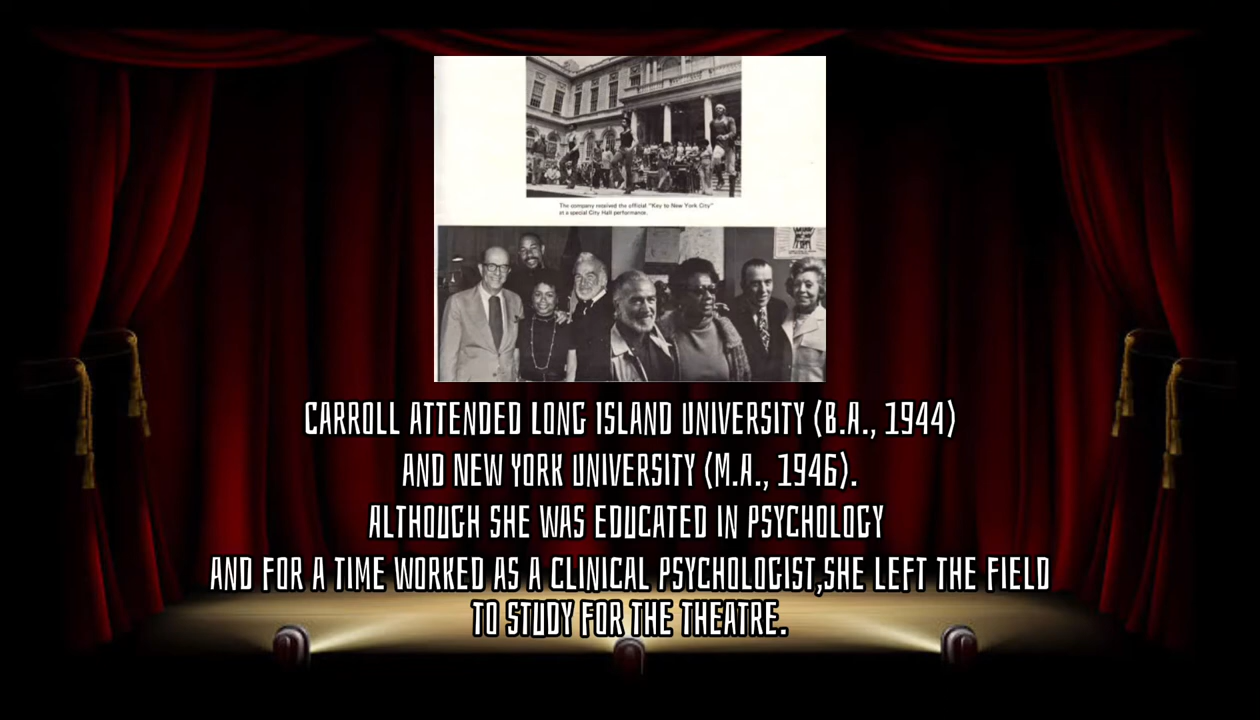 The company received the official "Key to New York City"
at a special City Hall performance.
CARROLL ATTENDED LONG ISLAND UNIVERSITY (B.A., 1944)
AND NEW YORK UNIVERSITY (M.A., 1946).
ALTHOUGH SHE WAS EDUCATED IN PSYCHOLOGY
AND FOR A TIME WORKED AS A CLINICAL PSYCHOLOGIST,SHE LEFT THE FIELD
TO STUDY FOR THE THEATRE.